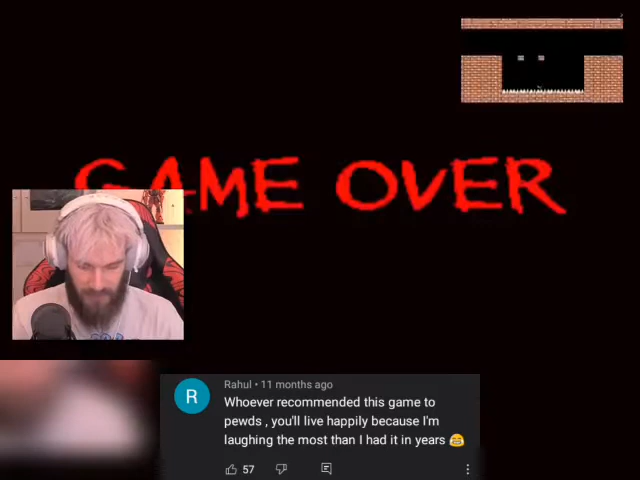 GAME OVER
Rahul • 11 months ago
Whoever recommended this game to
pewds , you'll live happily because I'm
laughing the most than I had it in years 😂
57